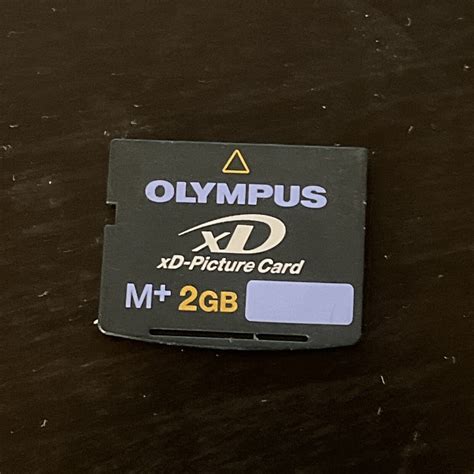 OLYMPUS
xD
xD-Picture Card
M+ 2GB